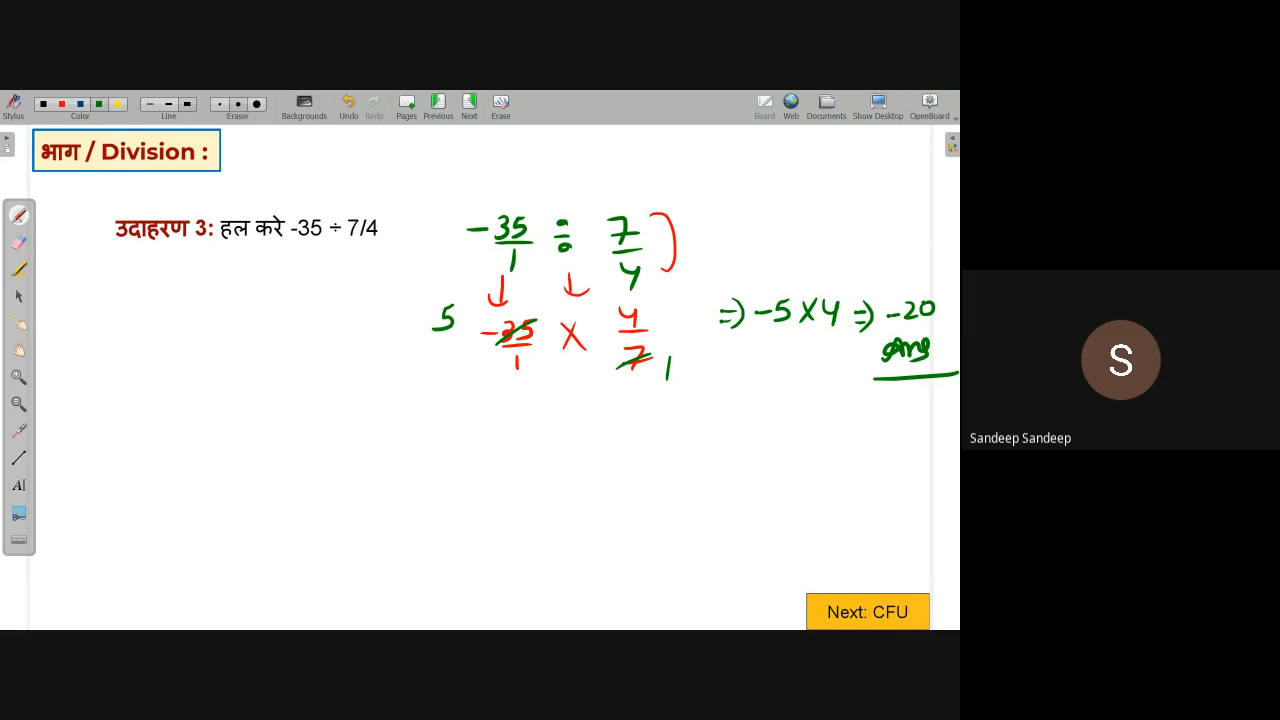 Stylus
Color
Line
Eraser
Backgrounds
Undo
Redo
Pages
Previous
Next
Erase
Board
Web
Documents
Show Desktop
OpenBoard
भाग / Division :
उदाहरण 3: हल करे -35 ÷ 7/4
-35/1 ÷ 7/4
5 -35/1 × 4/7 1
⇒ -5 × 4 ⇒ -20
Ans
S
Sandeep Sandeep
Next: CFU